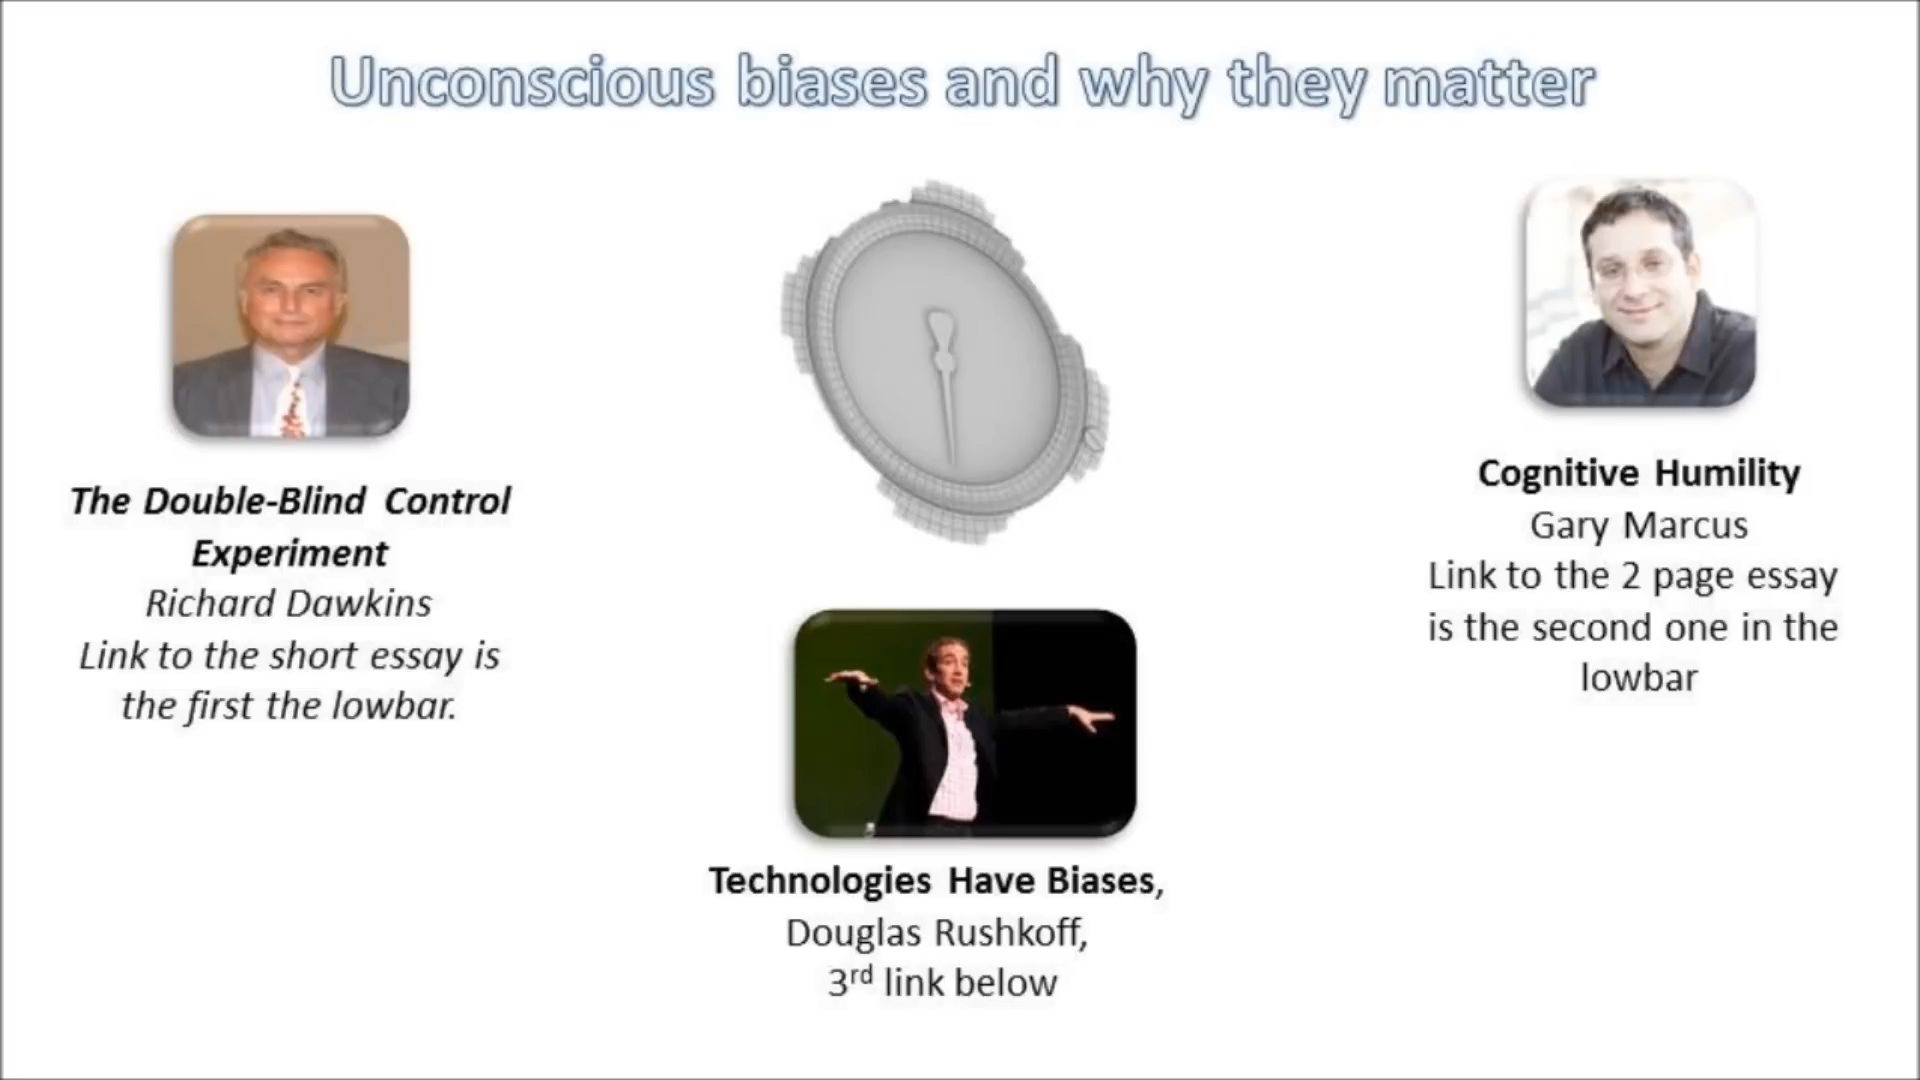 Unconscious biases and why they matter
The Double-Blind Control
Experiment
Richard Dawkins
Link to the short essay is
the first the lowbar.
Technologies Have Biases,
Douglas Rushkoff,
3rd link below
Cognitive Humility
Gary Marcus
Link to the 2 page essay
is the second one in the
lowbar